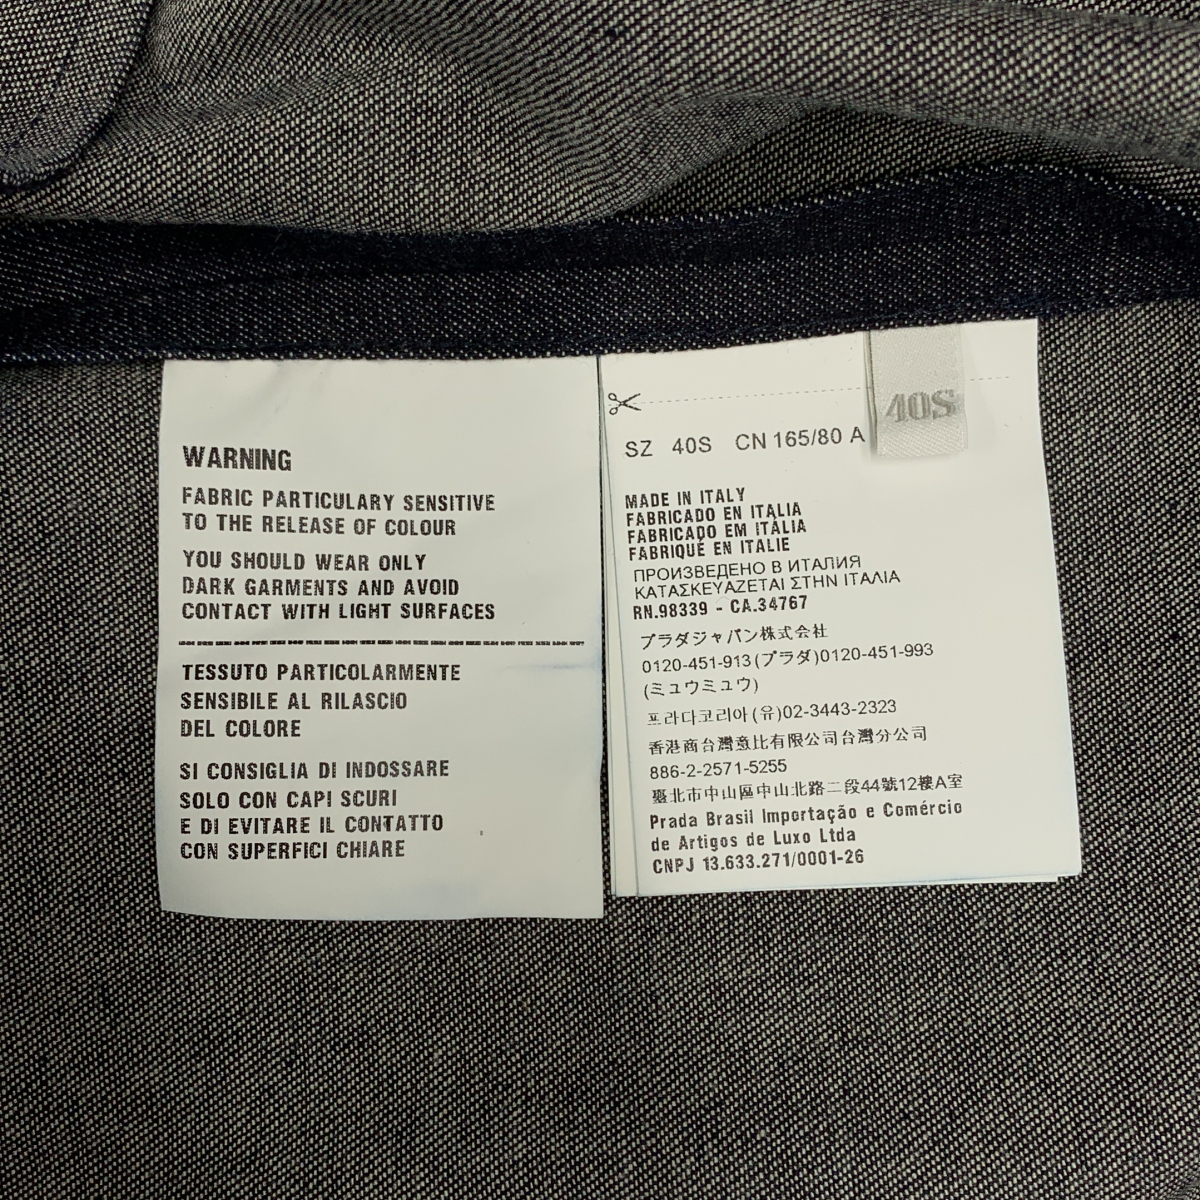 WARNING
FABRIC PARTICULARY SENSITIVE
TO THE RELEASE OF COLOUR
YOU SHOULD WEAR ONLY
DARK GARMENTS AND AVOID
CONTACT WITH LIGHT SURFACES
TESSUTO PARTICOLARMENTE
SENSIBILE AL RILASCIO
DEL COLORE
SI CONSIGLIA DI INDOSSARE
SOLO CON CAPI SCURI
E DI EVITARE IL CONTATTO
CON SUPERFICI CHIARE
40S
SZ 40S CN 165/80 A
MADE IN ITALY
FABRICADO EN ITALIA
FABRICADO EM ITÁLIA
FABRIQUÉ EN ITALIE
ПРОИЗВЕДЕНО В ИТАЛИЯ
ΚΑΤΑΣΚΕΥΑΖΕΤΑΙ ΣΤΗΝ ΙΤΑΛΙΑ
RN.98339 - CA.34767
プラダジャパン株式会社
0120-451-913(プラダ)0120-451-993
(ミュウミュウ)
프라다코리아(유)02-3443-2323
香港商台灣意比有限公司台灣分公司
886-2-2571-5255
臺北市中山區中山北路二段44號12樓A室
Prada Brasil Importação e Comércio
de Artigos de Luxo Ltda
CNPJ 13.633.271/0001-26